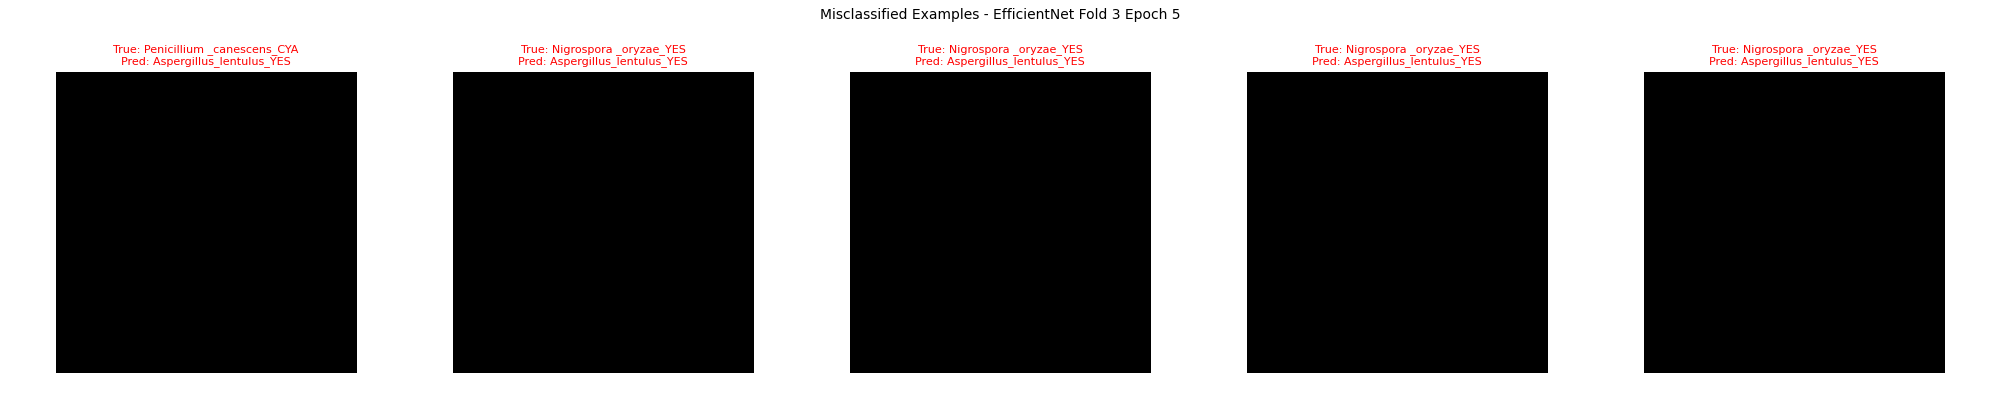 Misclassified Examples - EfficientNet Fold 3 Epoch 5
True: Penicillium _canescens_CYA
Pred: Aspergillus_lentulus_YES
True: Nigrospora _oryzae_YES
Pred: Aspergillus_lentulus_YES
True: Nigrospora _oryzae_YES
Pred: Aspergillus_lentulus_YES
True: Nigrospora _oryzae_YES
Pred: Aspergillus_lentulus_YES
True: Nigrospora _oryzae_YES
Pred: Aspergillus_lentulus_YES